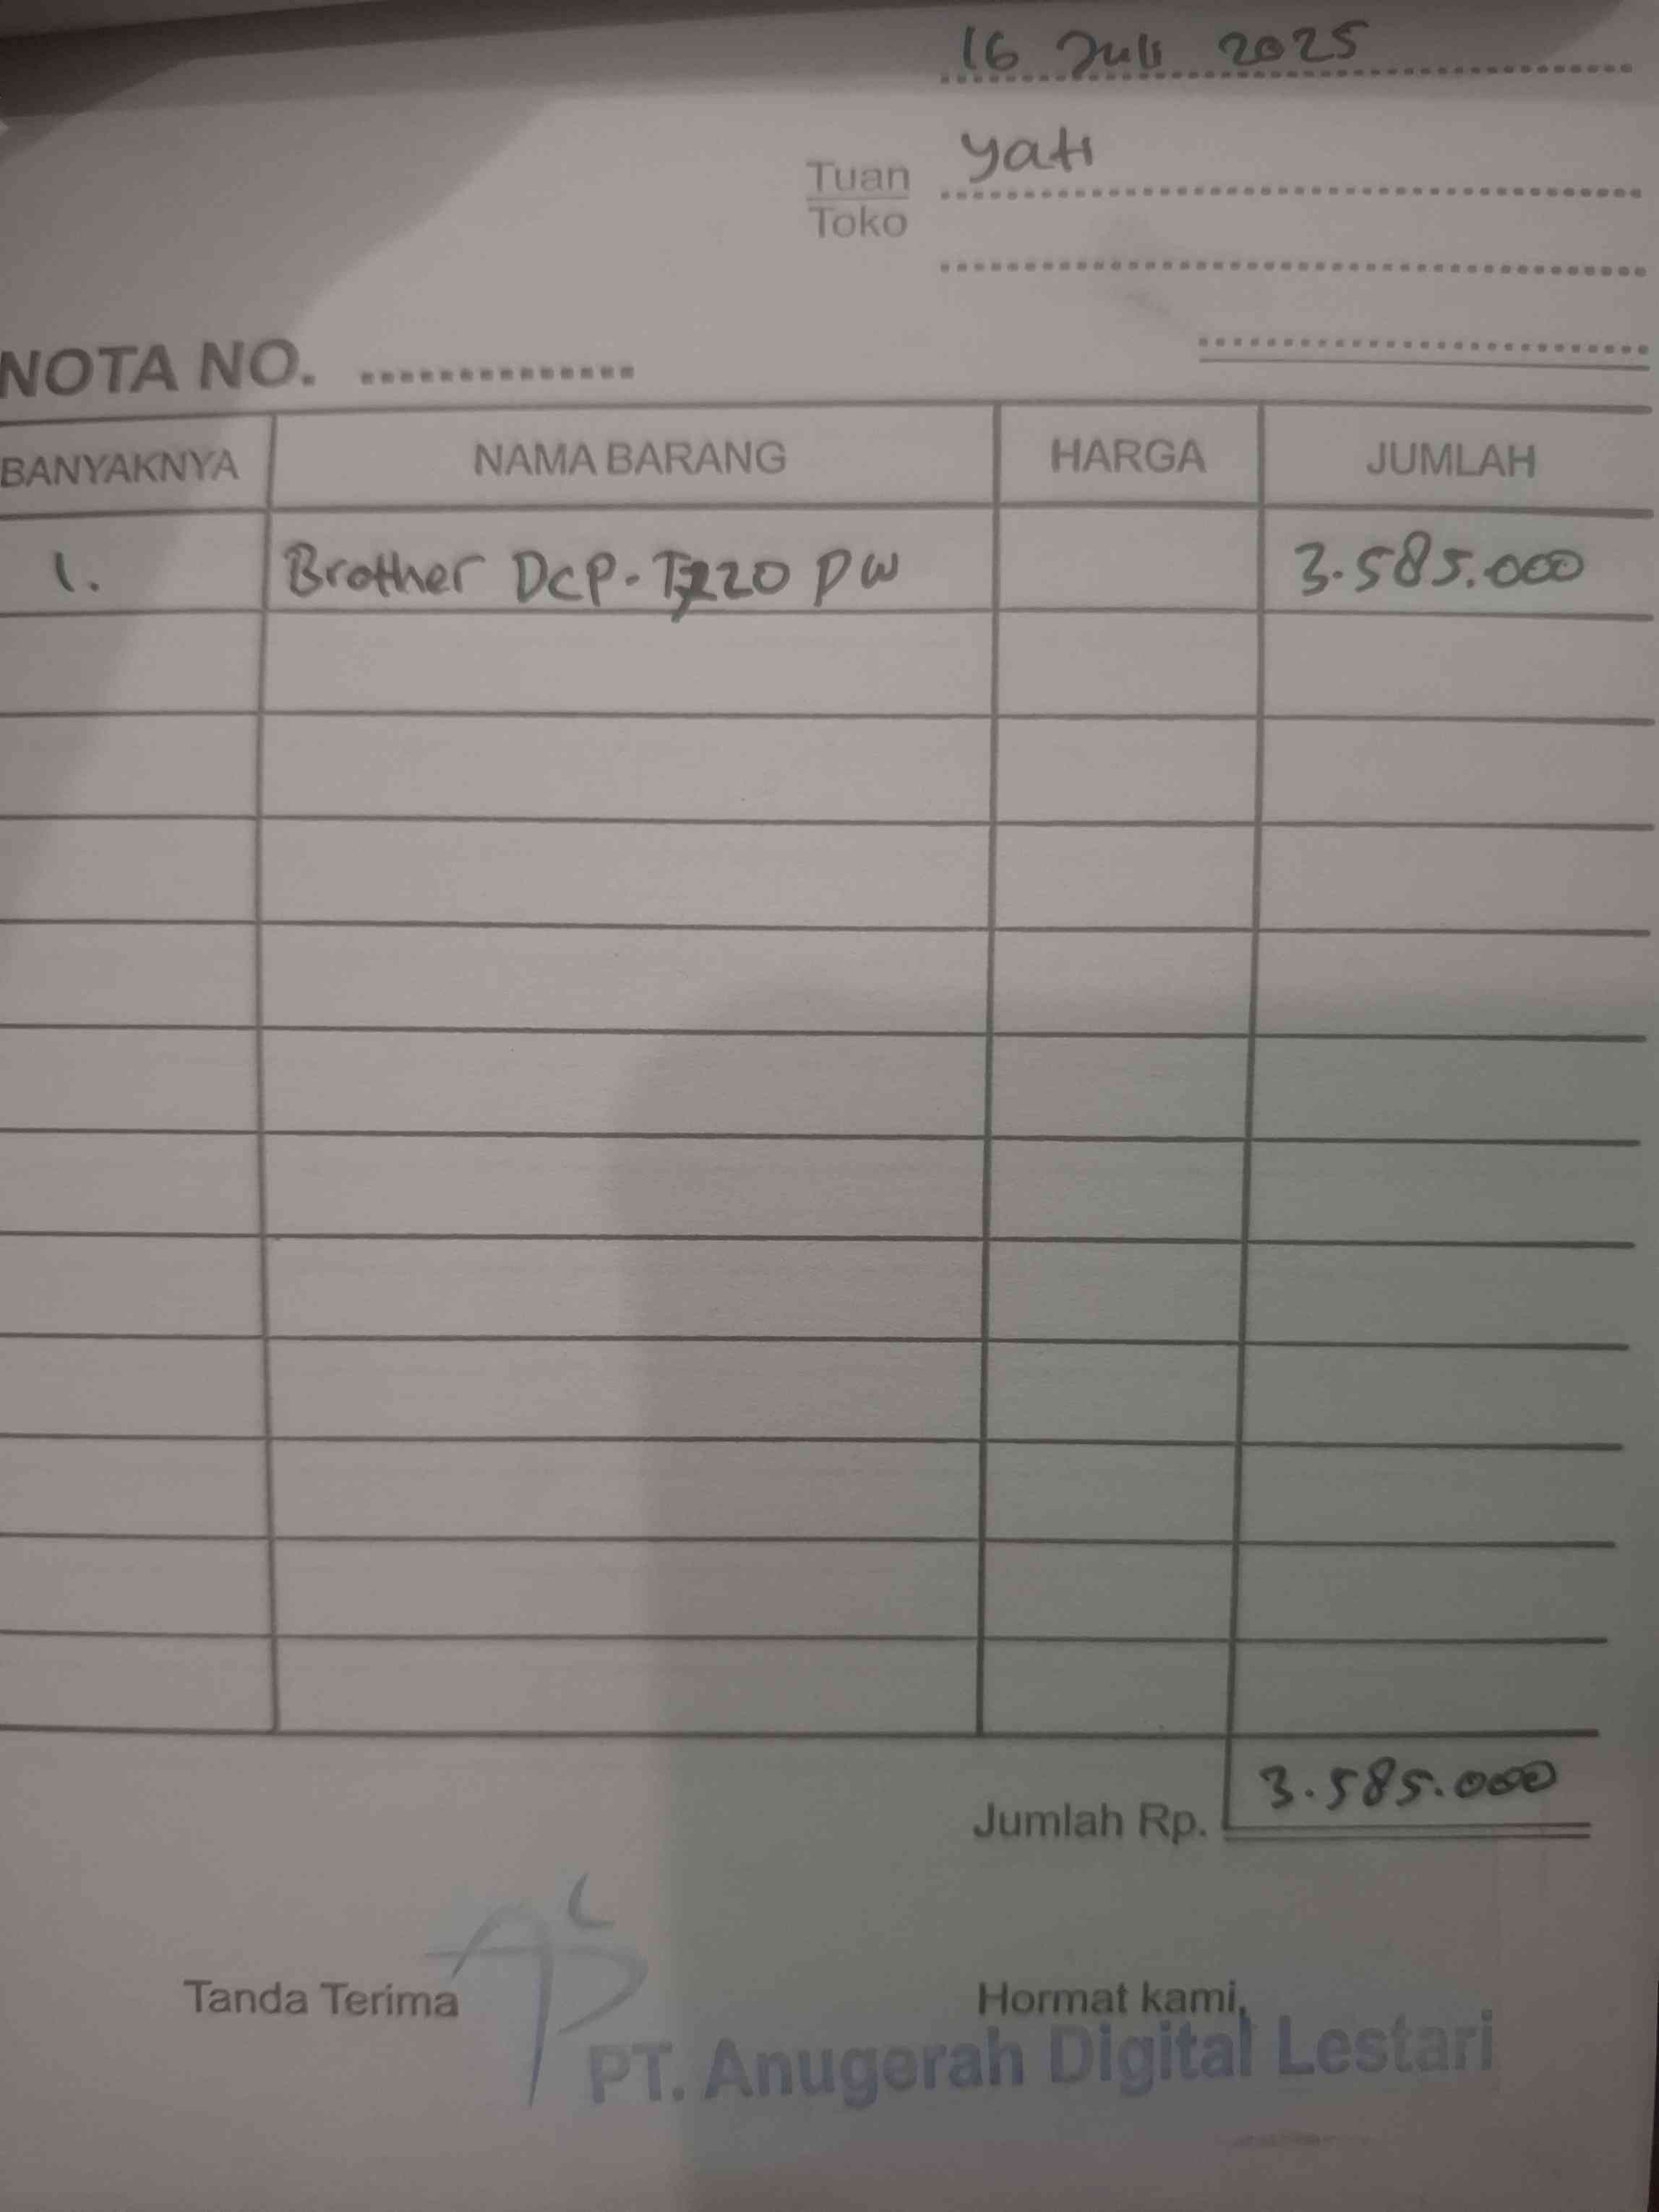 16 Juli 2025
Tuan Yati
Toko
NOTA NO.
BANYAKNYA NAMA BARANG HARGA JUMLAH
1. Brother DCP-T720 DW 3.585.000
Jumlah Rp. 3.585.000
Tanda Terima Hormat kami,
PT. Anugerah Digital Lestari